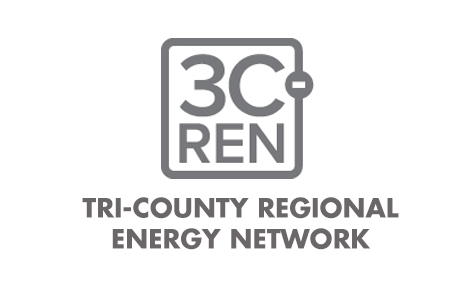 3C-
REN
TRI-COUNTY REGIONAL
ENERGY NETWORK